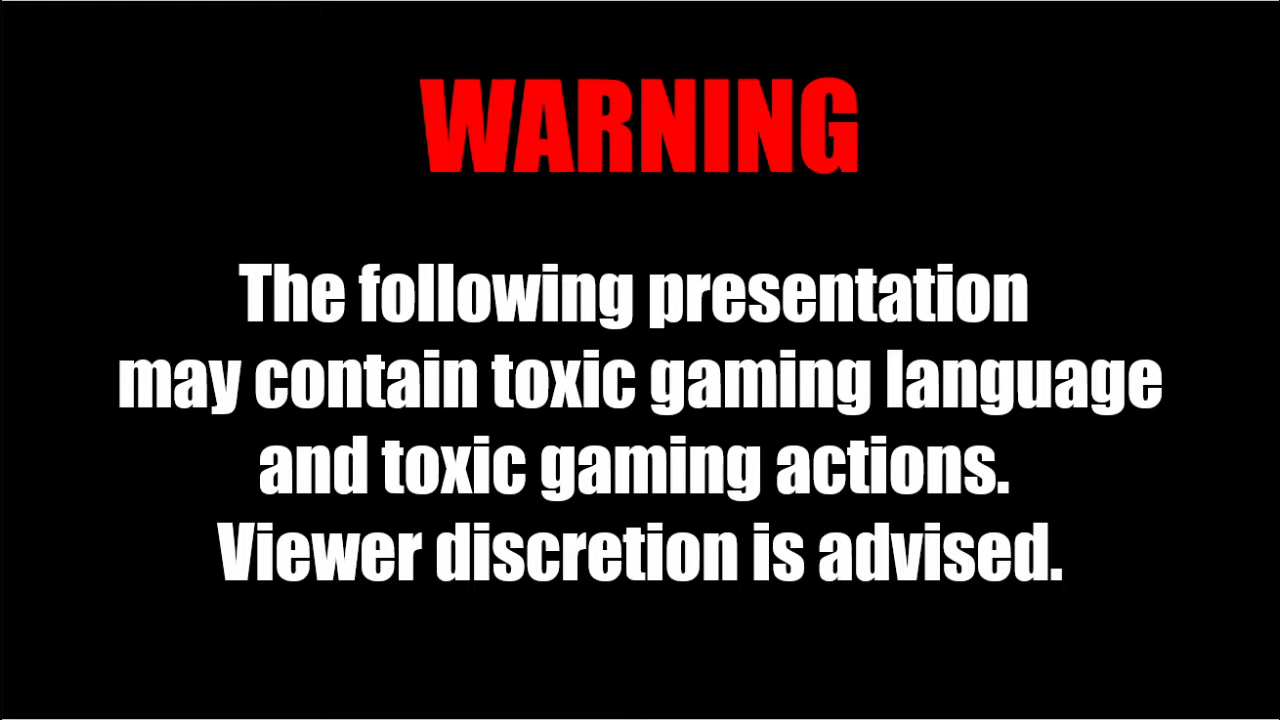 WARNING
The following presentation
may contain toxic gaming language
and toxic gaming actions.
Viewer discretion is advised.